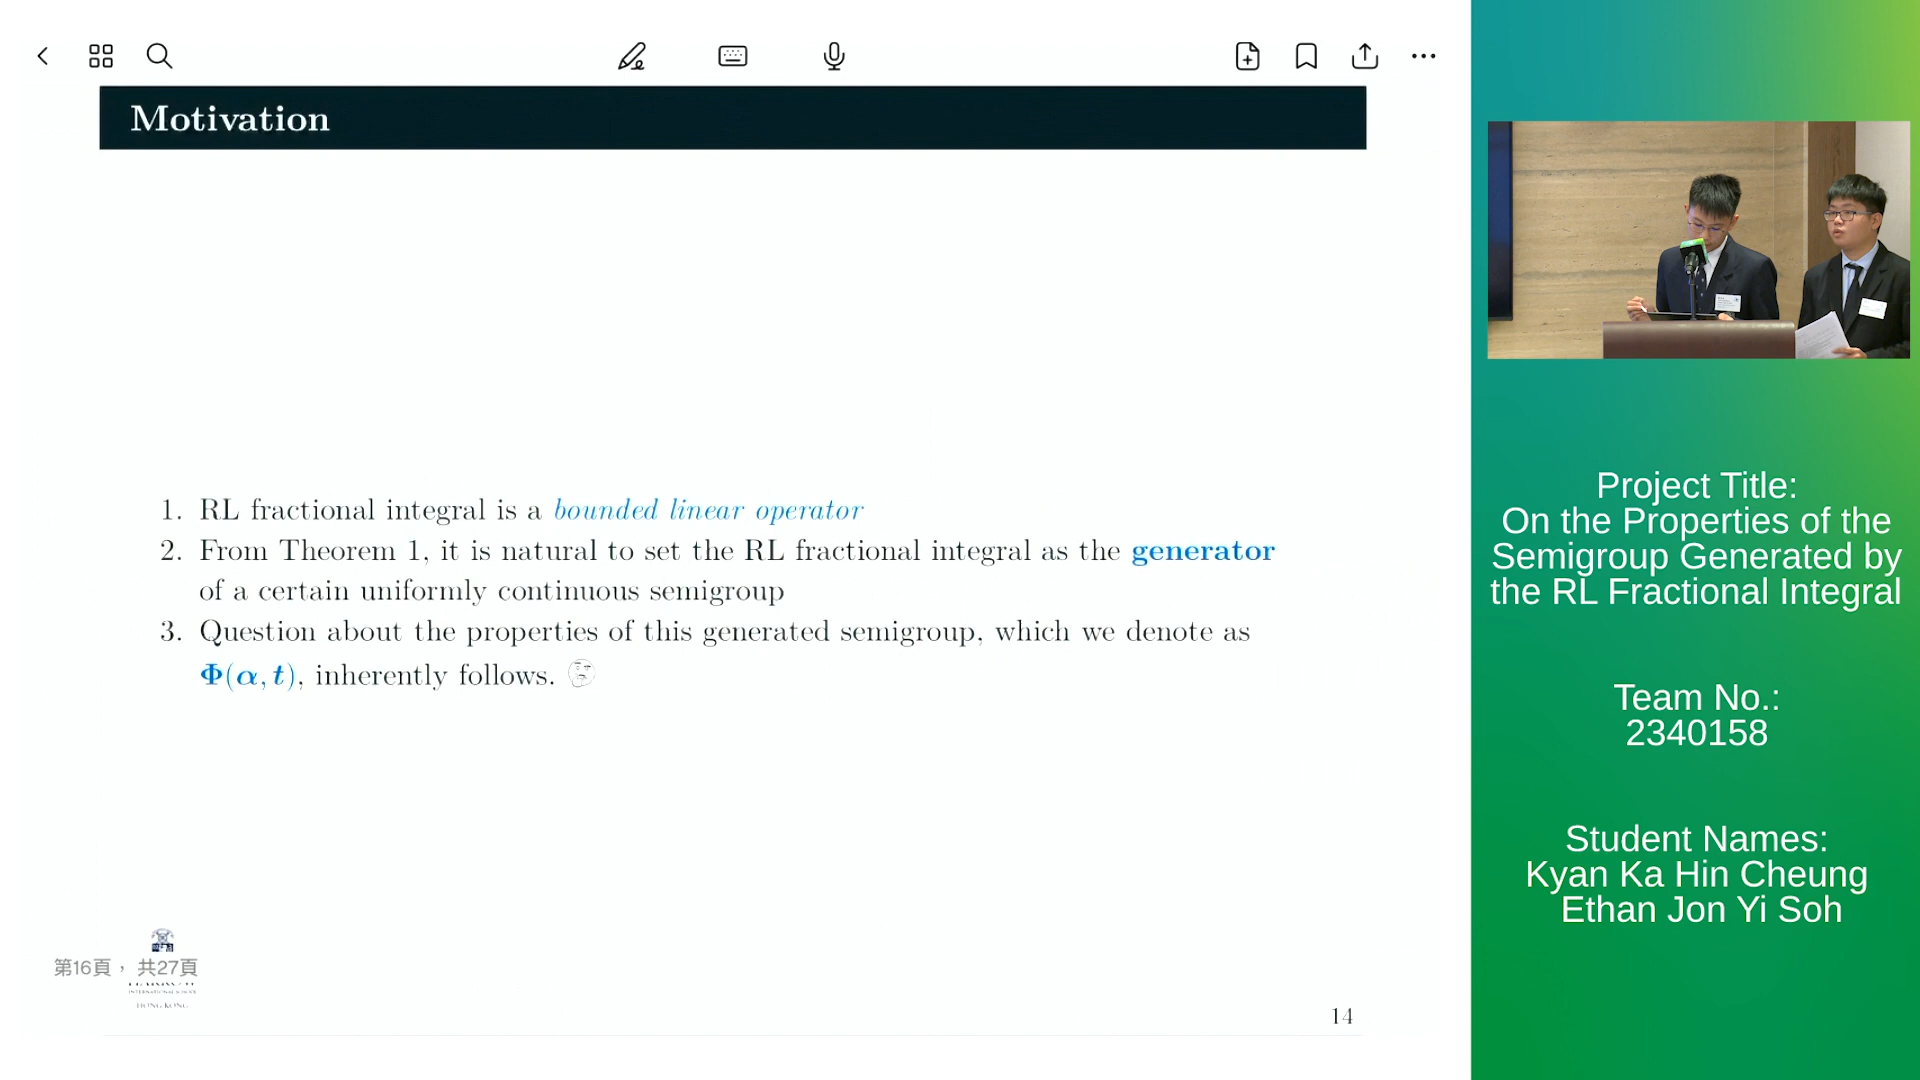 Motivation
1. RL fractional integral is a bounded linear operator
2. From Theorem 1, it is natural to set the RL fractional integral as the generator
of a certain uniformly continuous semigroup
3. Question about the properties of this generated semigroup, which we denote as
Φ(α, t), inherently follows.
第16頁， 共27頁
INTERNATIONAL SCHOOL
HONG KONG
14
Project Title:
On the Properties of the
Semigroup Generated by
the RL Fractional Integral
Team No.:
2340158
Student Names:
Kyan Ka Hin Cheung
Ethan Jon Yi Soh